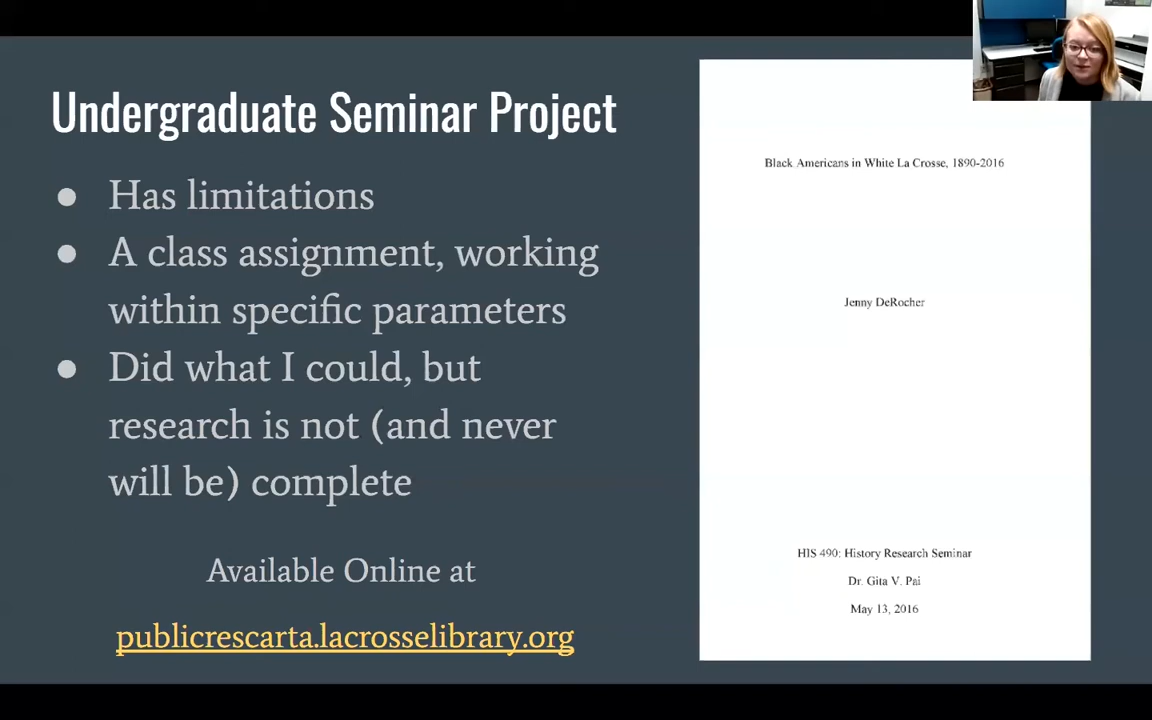 Undergraduate Seminar Project
● Has limitations
● A class assignment, working
within specific parameters
● Did what I could, but
research is not (and never
will be) complete
Available Online at
publicrescarta.lacrosselibrary.org
Black Americans in White La Crosse, 1890-2016
Jenny DeRocher
HIS 490: History Research Seminar
Dr. Gita V. Pai
May 13, 2016